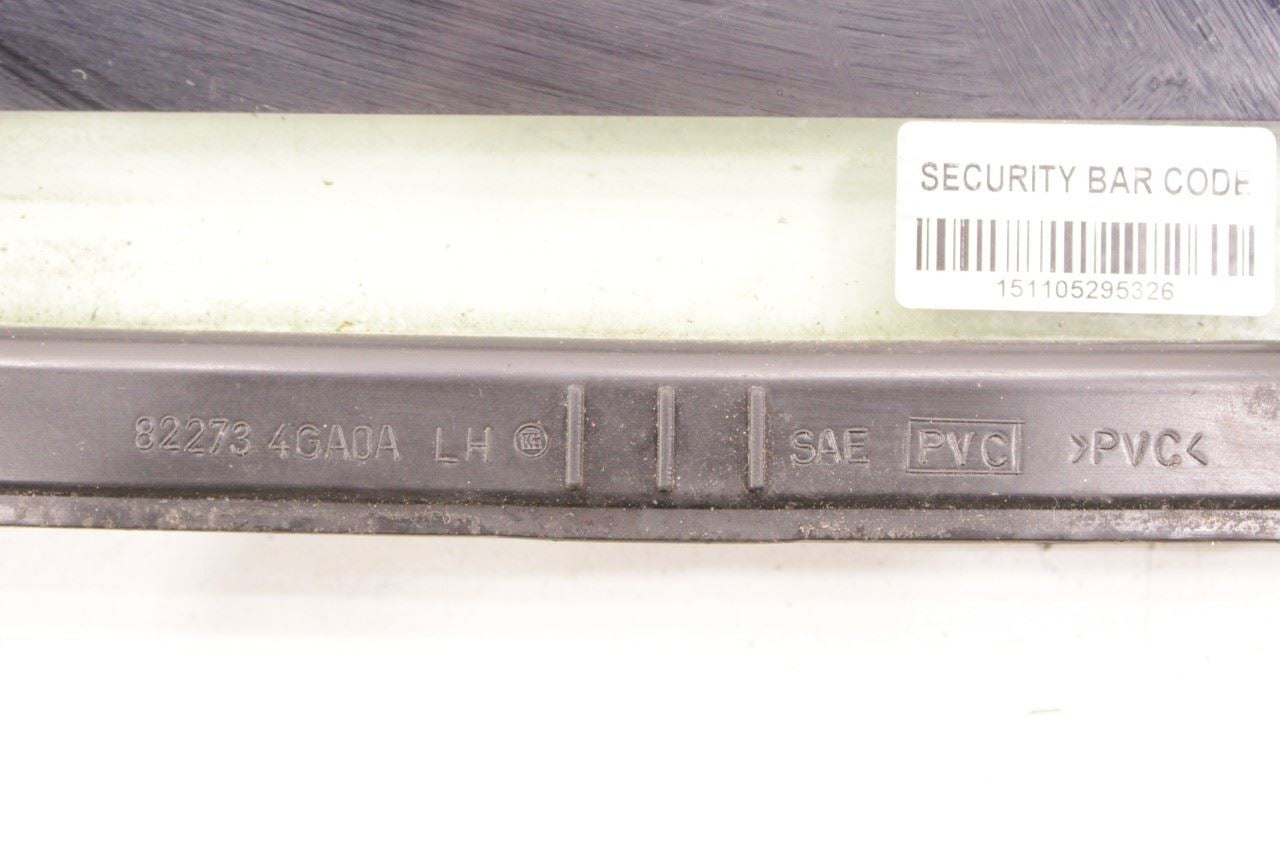 SECURITY BAR CODE
151105295326
82273 4GA0A LH SAE PVC >PVC<